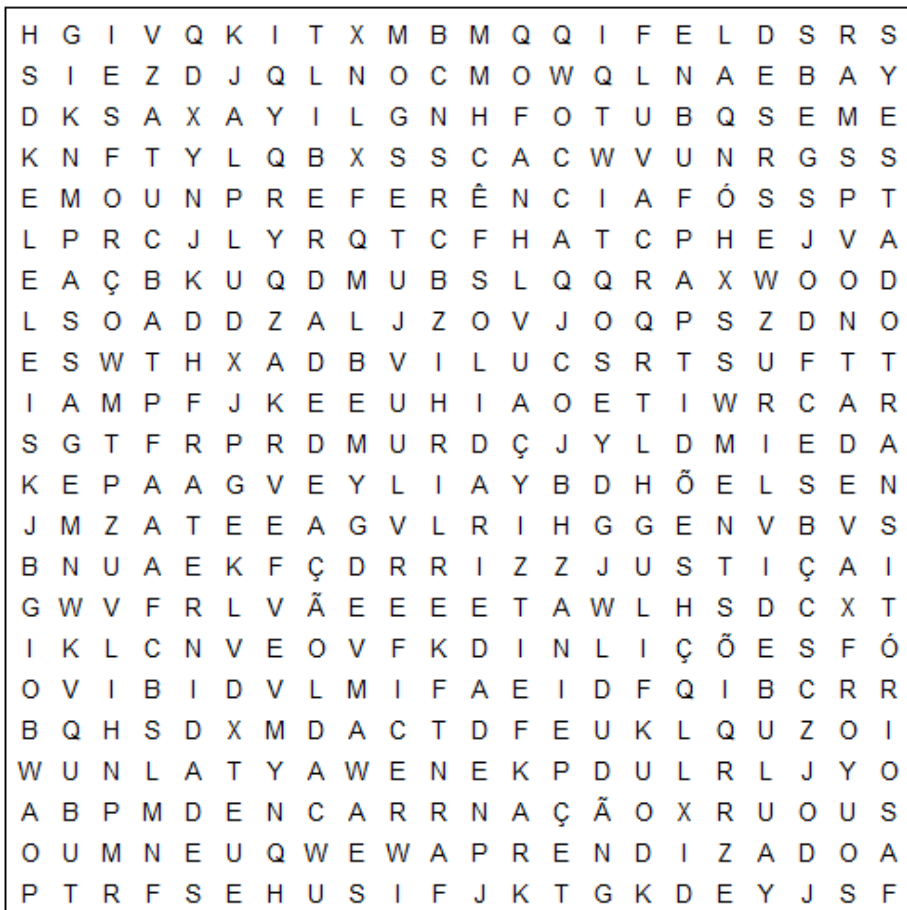 H G I V Q K I T X M B M Q Q I F E L D S R S
S I E Z D J Q L N O C M O W Q L N A E B A Y
D K S A X A Y I L G N H F O T U B Q S E M E
K N F T Y L Q B X S S C A C W V U N R G S S
E M O U N P R E F E R Ê N C I A F Ó S S P T
L P R C J L Y R Q T C F H A T C P H E J V A
E A Ç B K U Q D M U B S L Q Q R A X W O O D
L S O A D D Z A L J Z O V J O Q P S Z D N O
E S W T H X A D B V I L U C S R T S U F T T
I A M P F J K E E U H I A O E T I W R C A R
S G T F R P R D M U R D Ç J Y L D M I E D A
K E P A A G V E Y L I A Y B D H Õ E L S E N
J M Z A T E E A G V L R I H G G E N V B V S
B N U A E K F Ç D R R I Z Z J U S T I Ç A I
G W V F R L V Ã E E E E T A W L H S D C X T
I K L C N V E O V F K D I N L I Ç Õ E S F Ó
O V I B I D V L M I F A E I D F Q I B C R R
B Q H S D X M D A C T D F E U K L Q U Z O I
W U N L A T Y A W E N E K P D U L R L J Y O
A B P M D E N C A R R N A Ç Ã O X R U O U S
O U M N E U Q W E W A P R E N D I Z A D O A
P T R F S E H U S I F J K T G K D E Y J S F